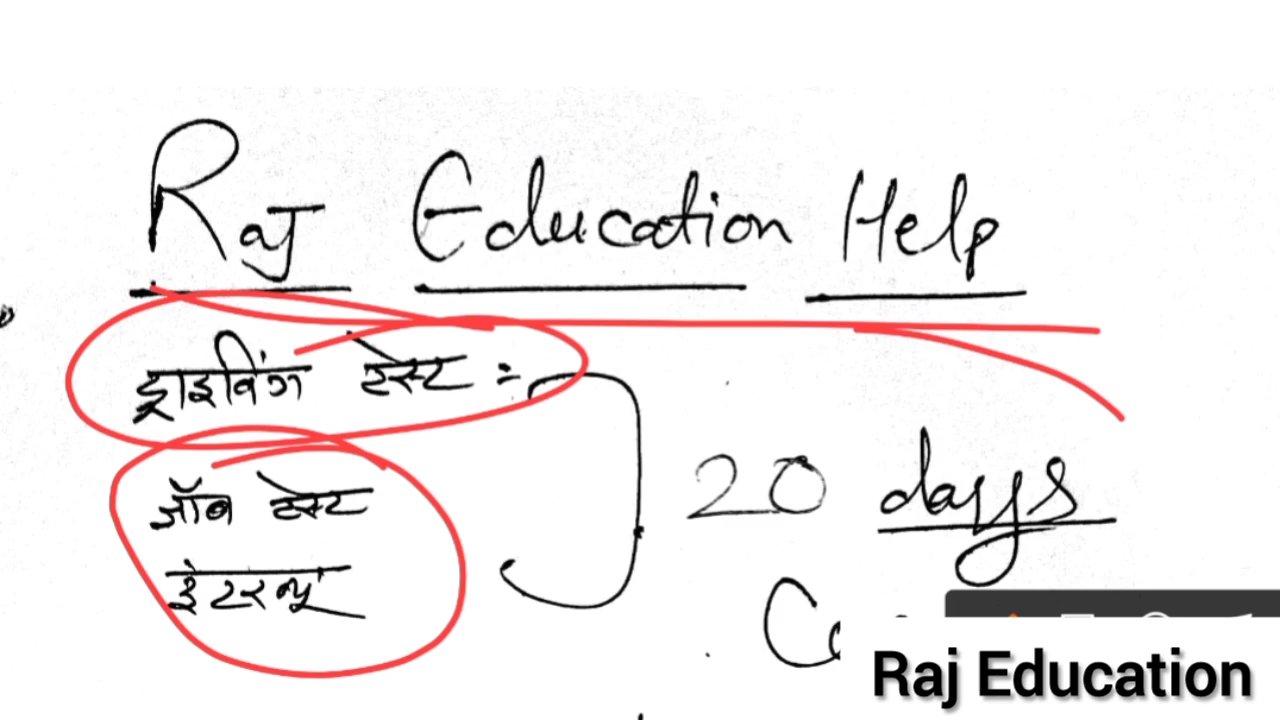 Raj Education Help
ड्राइविंग टेस्ट :-
जॉब टेस्ट
इंटरव्यू
20 days
Raj Education